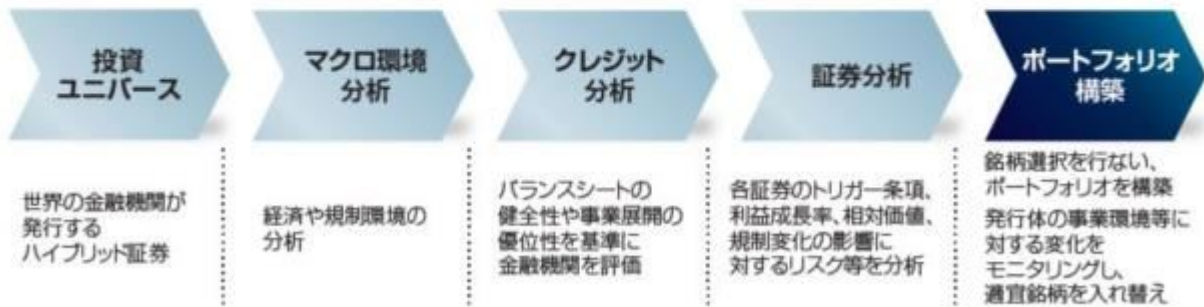 投資
ユニバース
世界の金融機関が
発行する
ハイブリッド証券
マクロ環境
分析
経済や規制環境の
分析
クレジット
分析
バランスシートの
健全性や事業展開の
優位性を基準に
金融機関を評価
証券分析
各証券のトリガー条項、
利益成長率、相対価値、
規制変化の影響に
対するリスク等を分析
ポートフォリオ
構築
銘柄選択を行ない、
ポートフォリオを構築
発行体の事業環境等に
対する変化を
モニタリングし、
適宜銘柄を入れ替え